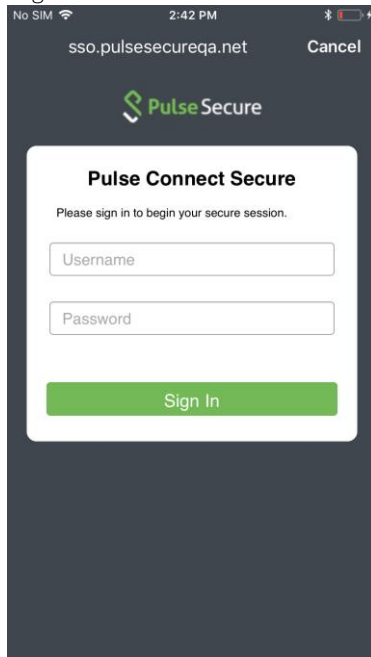 No SIM 2:42 PM
sso.pulsesecureqa.net Cancel
Pulse Secure
Pulse Connect Secure
Please sign in to begin your secure session.
Username
Password
Sign In